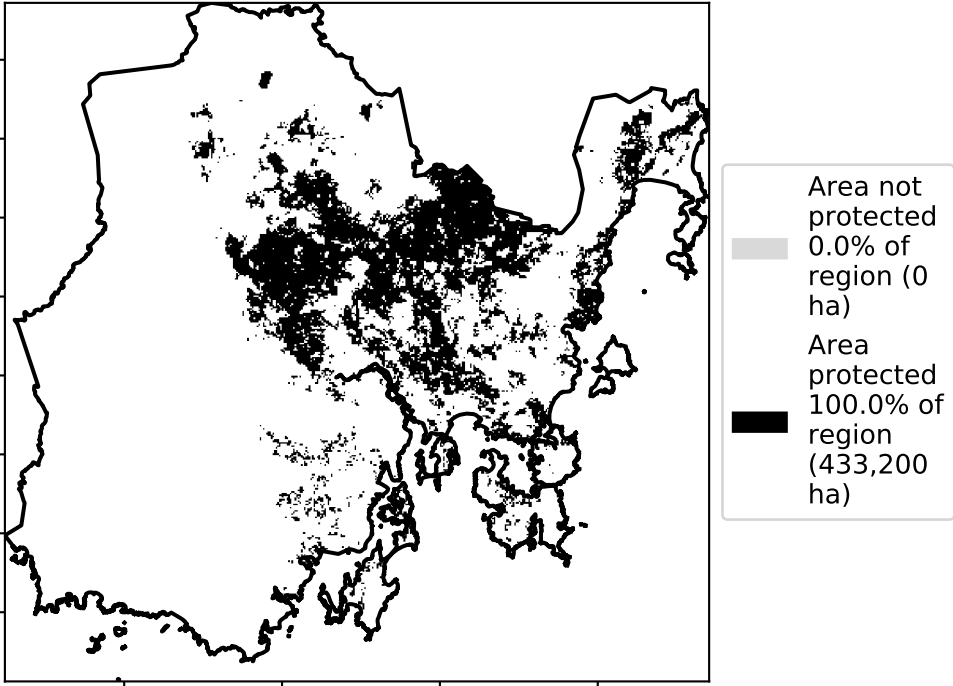 Area not
protected
0.0% of
region (0
ha)
Area
protected
100.0% of
region
(433,200
ha)